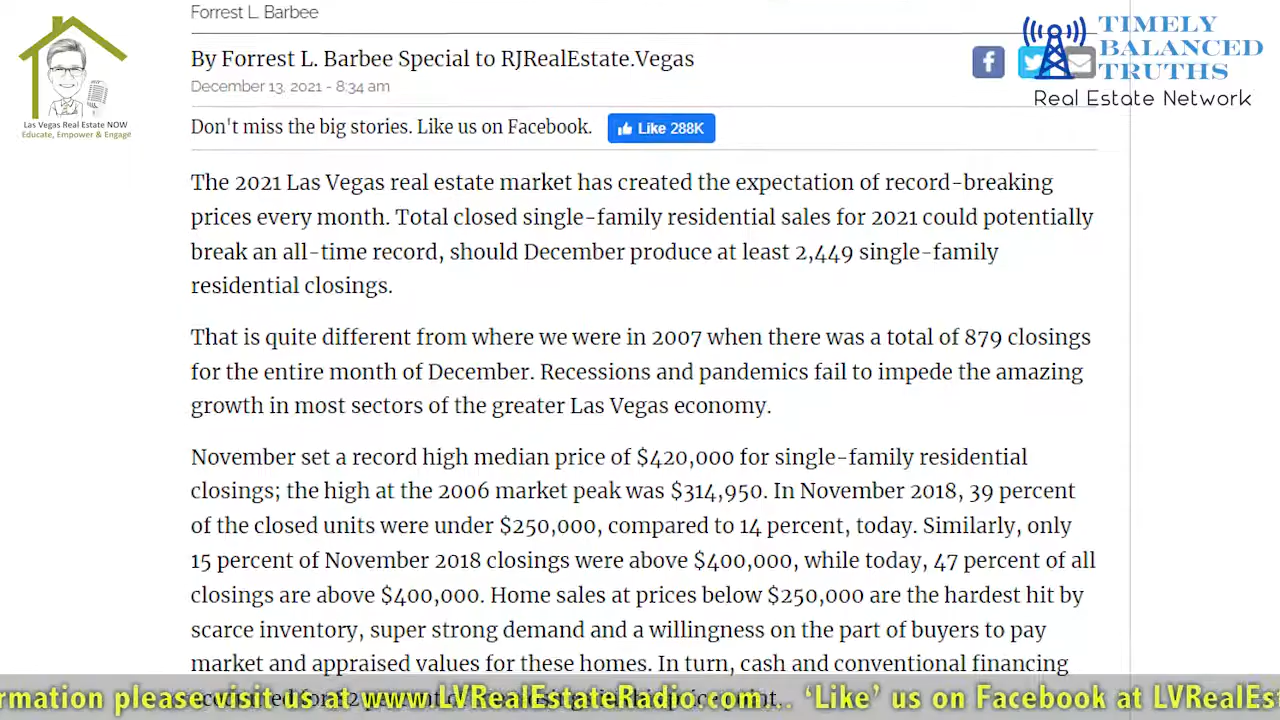 Forrest L. Barbee
By Forrest L. Barbee Special to RJRealEstate.Vegas
December 13, 2021 - 8:34 am
TIMELY
BALANCED
TRUTHS
Real Estate Network
Las Vegas Real Estate NOW
Educate, Empower & Engage
Don't miss the big stories. Like us on Facebook.
Like 288K
The 2021 Las Vegas real estate market has created the expectation of record-breaking
prices every month. Total closed single-family residential sales for 2021 could potentially
break an all-time record, should December produce at least 2,449 single-family
residential closings.
That is quite different from where we were in 2007 when there was a total of 879 closings
for the entire month of December. Recessions and pandemics fail to impede the amazing
growth in most sectors of the greater Las Vegas economy.
November set a record high median price of $420,000 for single-family residential
closings; the high at the 2006 market peak was $314,950. In November 2018, 39 percent
of the closed units were under $250,000, compared to 14 percent, today. Similarly, only
15 percent of November 2018 closings were above $400,000, while today, 47 percent of all
closings are above $400,000. Home sales at prices below $250,000 are the hardest hit by
scarce inventory, super strong demand and a willingness on the part of buyers to pay
market and appraised values for these homes. In turn, cash and conventional financing
rmation please visit us at www.LVRealEstateRadio.com... 'Like' us on Facebook at LVRealEs